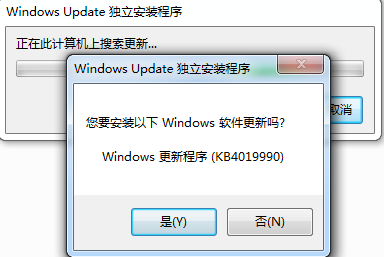 Windows Update 独立安装程序
正在此计算机上搜索更新...
取消
Windows Update 独立安装程序
您要安装以下 Windows 软件更新吗?
Windows 更新程序 (KB4019990)
是(Y)
否(N)